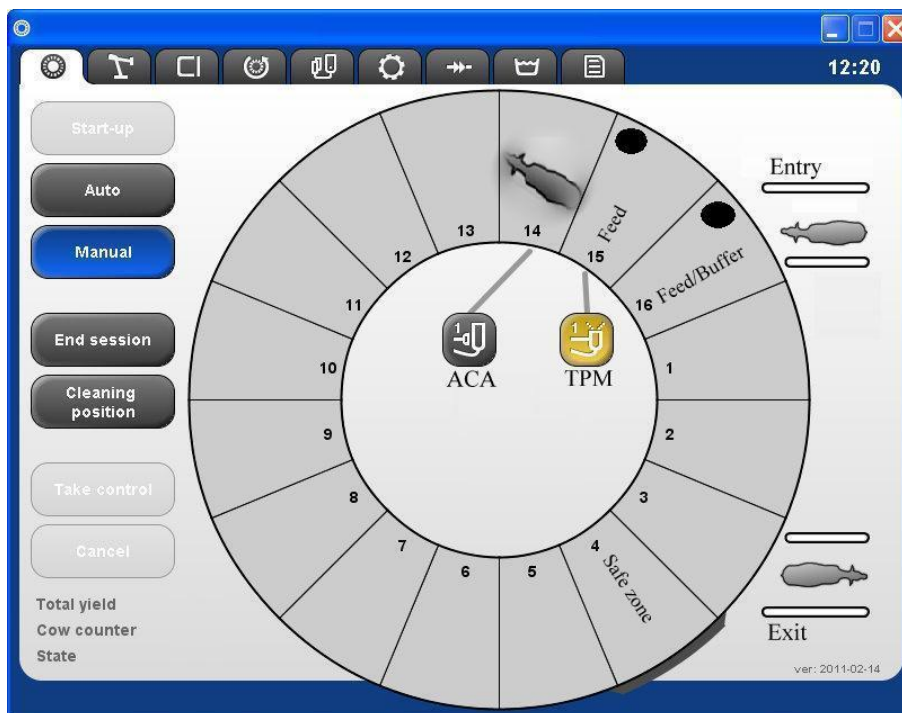 12:20
Start-up
Auto
Manual
End session
Cleaning
position
Take control
Cancel
Total yield
Cow counter
State
13
14
Feed
15
Feed/Buffer
16
12
11
10
9
8
7
6
5
4
Safe zone
3
2
1
1
ACA
1
TPM
Entry
Exit
ver: 2011-02-14